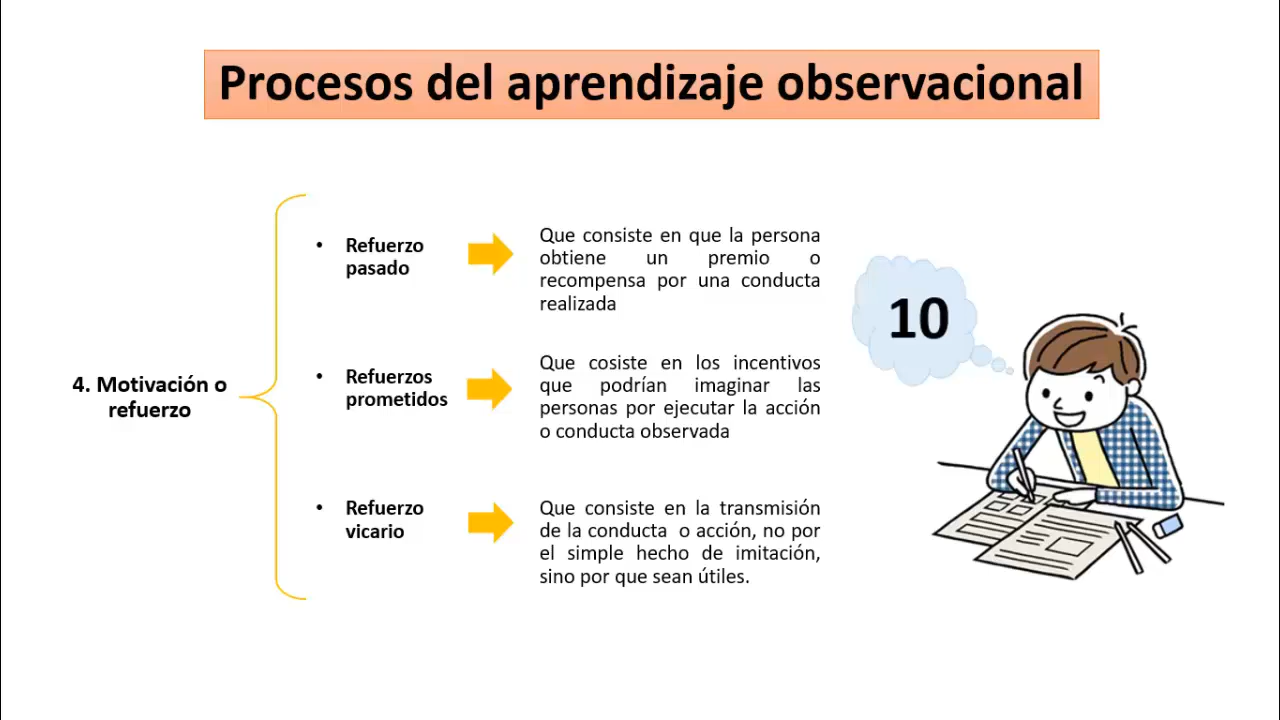 Procesos del aprendizaje observacional
4. Motivación o
refuerzo
• Refuerzo
pasado
Que consiste en que la persona
obtiene un premio o
recompensa por una conducta
realizada
• Refuerzos
prometidos
Que cosiste en los incentivos
que podrían imaginar las
personas por ejecutar la acción
o conducta observada
• Refuerzo
vicario
Que consiste en la transmisión
de la conducta o acción, no por
el simple hecho de imitación,
sino por que sean útiles.
10